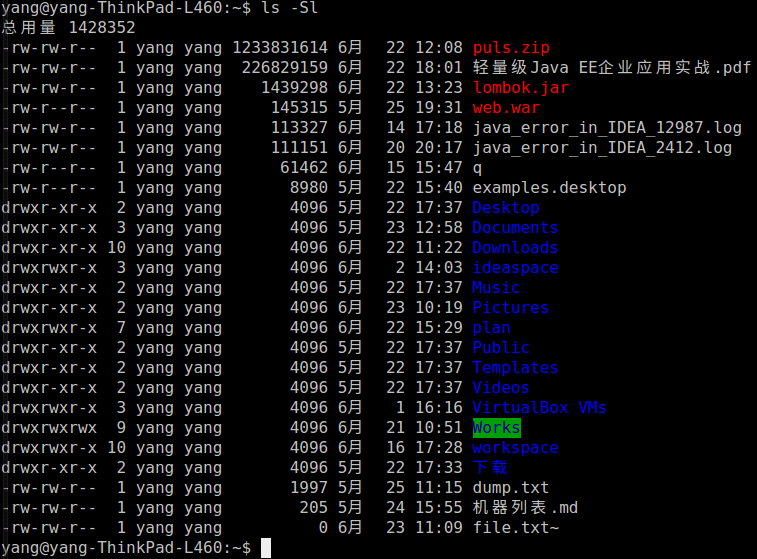 yang@yang-ThinkPad-L460:~$ ls -Sl
总用量 1428352
-rw-rw-r--  1 yang yang 1233831614 6月   22 12:08 puls.zip
-rw-rw-r--  1 yang yang  226829159 6月   22 18:01 轻量级Java EE企业应用实战.pdf
-rw-rw-r--  1 yang yang    1439298 6月   22 13:23 lombok.jar
-rw-rw-r--  1 yang yang     145315 5月   25 19:31 web.war
-rw-rw-r--  1 yang yang     113327 6月   14 17:18 java_error_in_IDEA_12987.log
-rw-rw-r--  1 yang yang     111151 6月   20 20:17 java_error_in_IDEA_2412.log
-rw-r--r--  1 yang yang      61462 6月   15 15:47 q
-rw-r--r--  1 yang yang       8980 5月   22 15:40 examples.desktop
drwxr-xr-x  2 yang yang       4096 5月   22 17:37 Desktop
drwxr-xr-x  3 yang yang       4096 5月   23 12:58 Documents
drwxr-xr-x 10 yang yang       4096 6月   22 11:22 Downloads
drwxrwxr-x  3 yang yang       4096 6月    2 14:03 ideaspace
drwxr-xr-x  2 yang yang       4096 5月   22 17:37 Music
drwxr-xr-x  2 yang yang       4096 6月   23 10:19 Pictures
drwxrwxr-x  7 yang yang       4096 6月   22 15:29 plan
drwxr-xr-x  2 yang yang       4096 5月   22 17:37 Public
drwxr-xr-x  2 yang yang       4096 5月   22 17:37 Templates
drwxr-xr-x  2 yang yang       4096 5月   22 17:37 Videos
drwxrwxr-x  3 yang yang       4096 6月    1 16:16 VirtualBox VMs
drwxrwxrwx  9 yang yang       4096 6月   21 10:51 Works
drwxrwxr-x 10 yang yang       4096 6月   16 17:28 workspace
drwxr-xr-x  2 yang yang       4096 5月   22 17:33 下载
-rw-rw-r--  1 yang yang       1997 5月   25 11:15 dump.txt
-rw-rw-r--  1 yang yang        205 5月   24 15:55 机器列表.md
-rw-rw-r--  1 yang yang          0 6月   23 11:09 file.txt~
yang@yang-ThinkPad-L460:~$